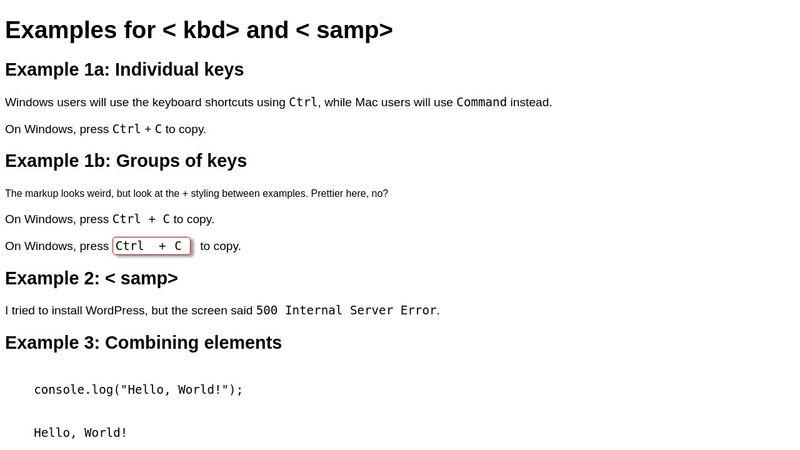 Examples for < kbd> and < samp>
Example 1a: Individual keys
Windows users will use the keyboard shortcuts using Ctrl, while Mac users will use Command instead.
On Windows, press Ctrl + C to copy.
Example 1b: Groups of keys
The markup looks weird, but look at the + styling between examples. Prettier here, no?
On Windows, press Ctrl + C to copy.
On Windows, press Ctrl + C to copy.
Example 2: < samp>
I tried to install WordPress, but the screen said 500 Internal Server Error.
Example 3: Combining elements
console.log("Hello, World!");
Hello, World!